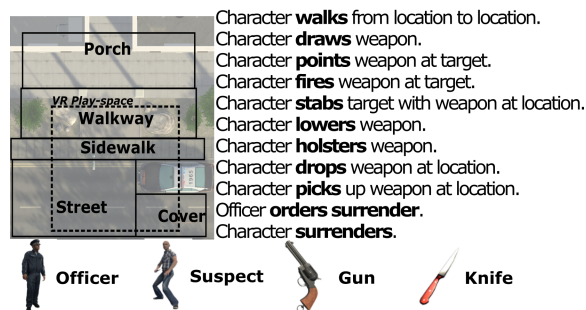 Porch
VR Play-space
Walkway
Sidewalk
Street
Cover
Character walks from location to location.
Character draws weapon.
Character points weapon at target.
Character fires weapon at target.
Character stabs target with weapon at location.
Character lowers weapon.
Character holsters weapon.
Character drops weapon at location.
Character picks up weapon at location.
Officer orders surrender.
Character surrenders.
Officer
Suspect
Gun
Knife